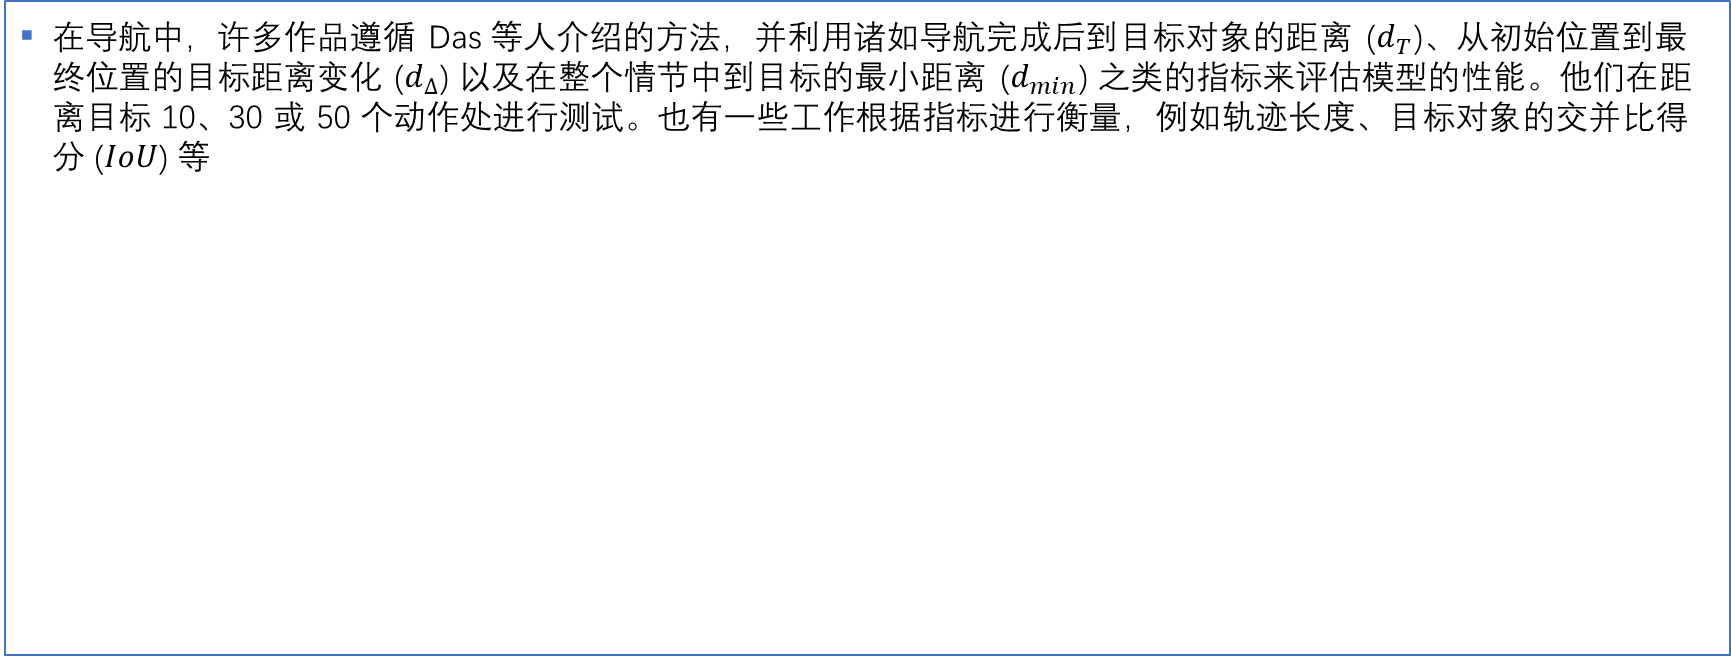 ▪ 在导航中，许多作品遵循 Das 等人介绍的方法，并利用诸如导航完成后到目标对象的距离 (d_T)、从初始位置到最
终位置的目标距离变化 (d_Δ) 以及在整个情节中到目标的最小距离 (d_min) 之类的指标来评估模型的性能。他们在距
离目标 10、30 或 50 个动作处进行测试。也有一些工作根据指标进行衡量，例如轨迹长度、目标对象的交并比得
分 (IoU) 等